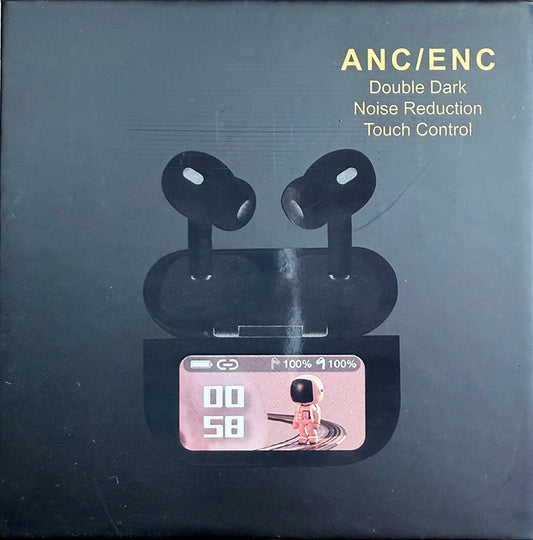 ANC/ENC
Double Dark
Noise Reduction
Touch Control
100% 100%
00
58